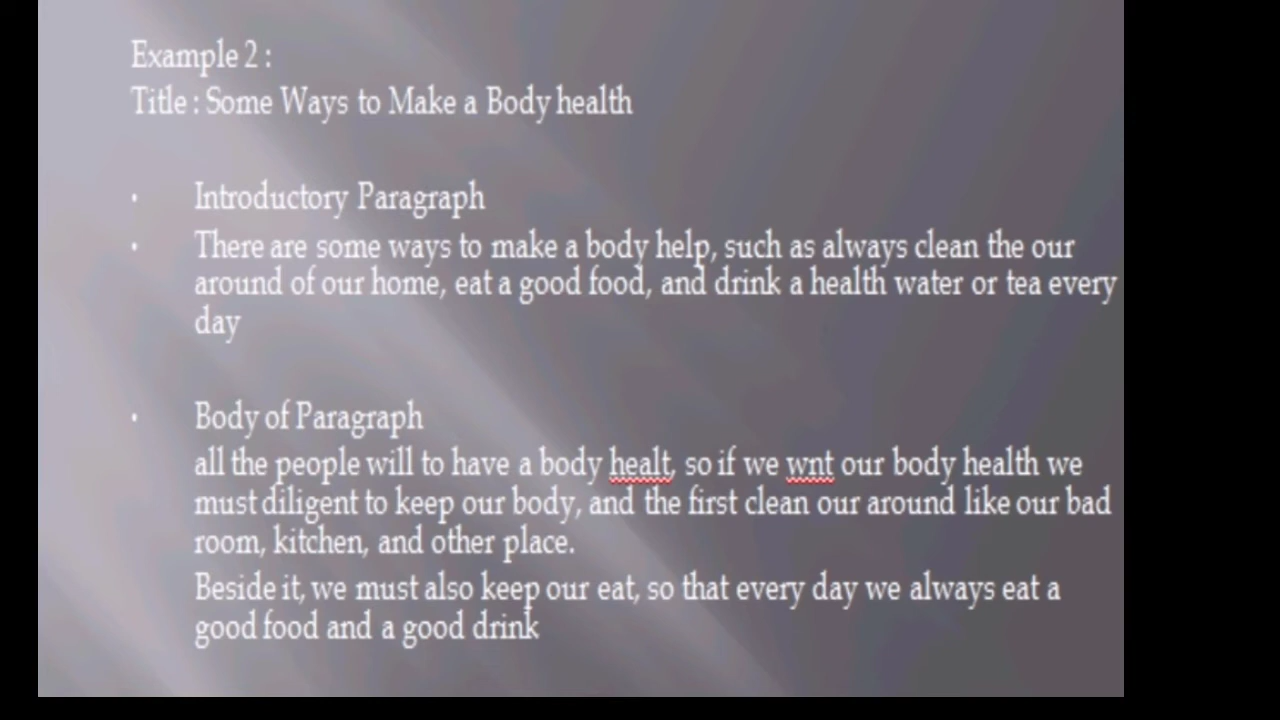 Example 2 :
Title : Some Ways to Make a Body health
• Introductory Paragraph
• There are some ways to make a body help, such as always clean the our
around of our home, eat a good food, and drink a health water or tea every
day
• Body of Paragraph
all the people will to have a body healt, so if we wnt our body health we
must diligent to keep our body, and the first clean our around like our bad
room, kitchen, and other place.
Beside it, we must also keep our eat, so that every day we always eat a
good food and a good drink